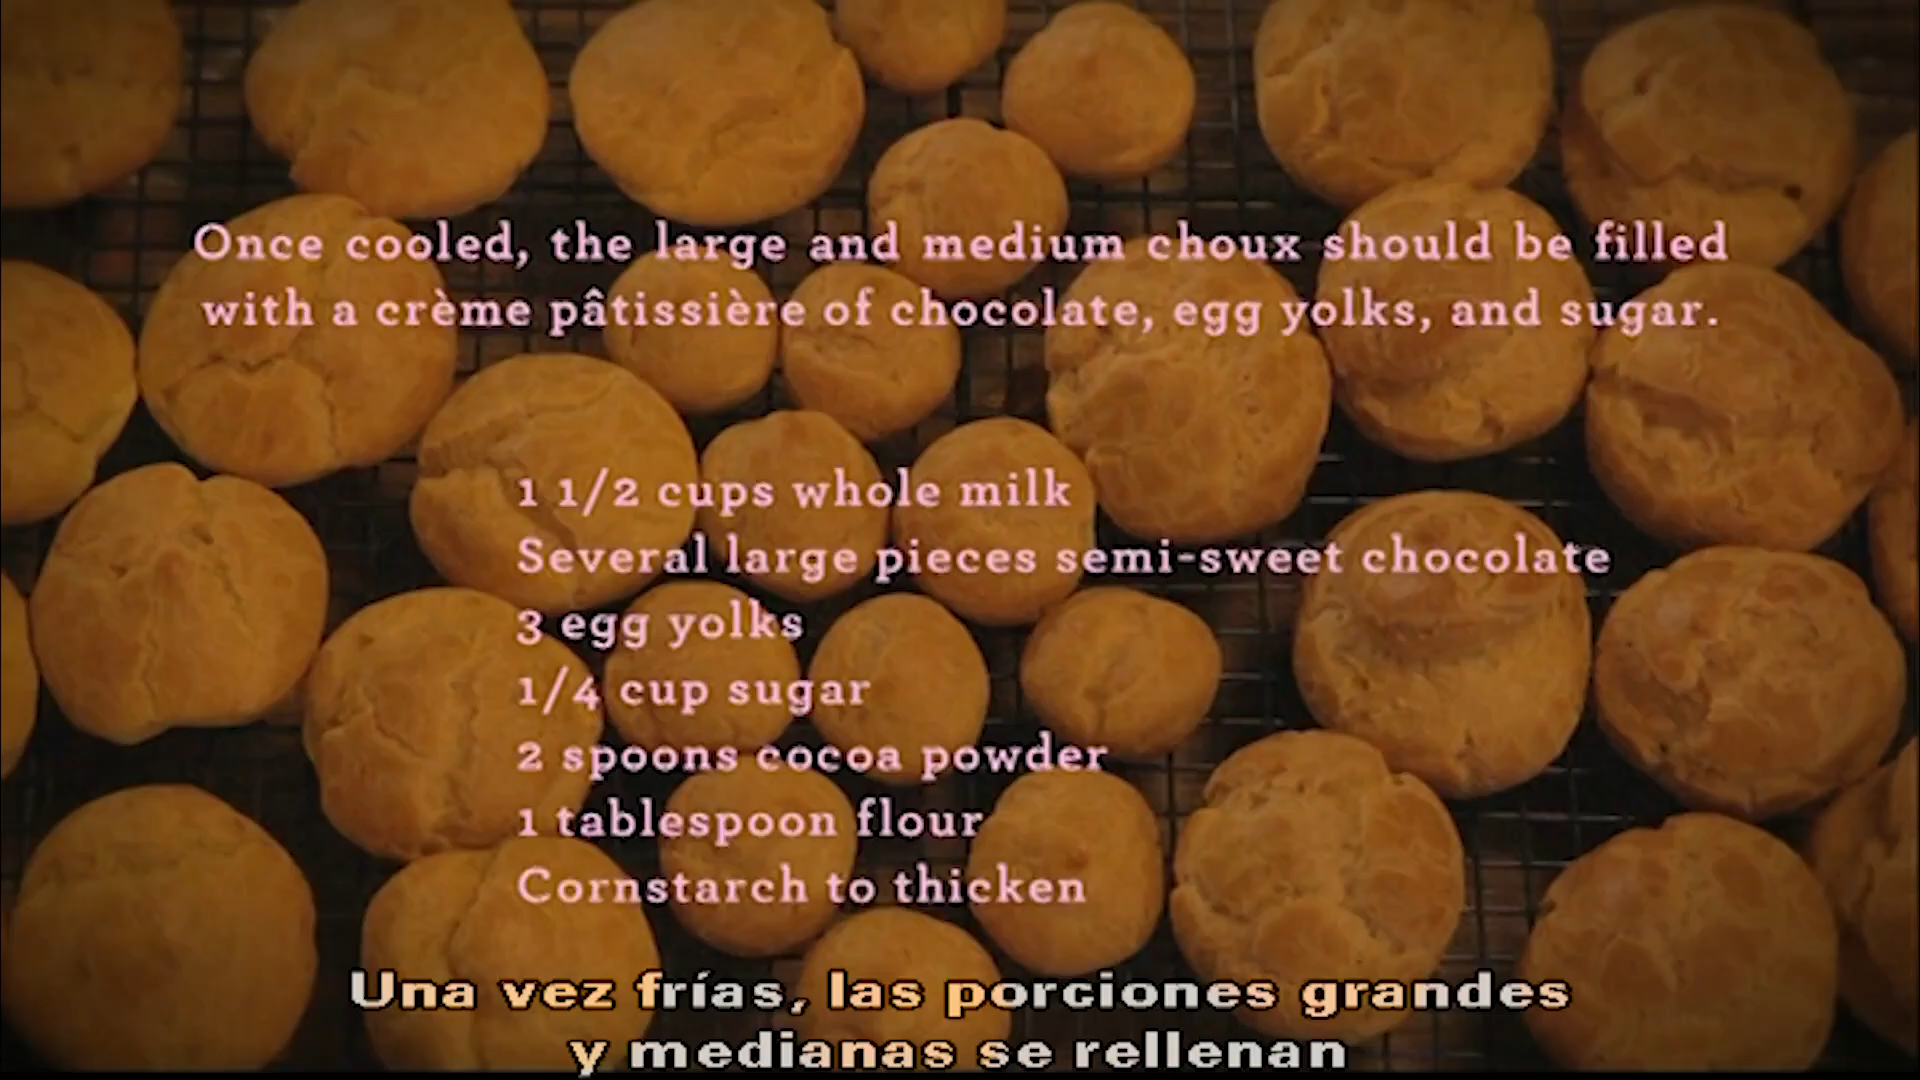 Once cooled, the large and medium choux should be filled
with a crème pâtissière of chocolate, egg yolks, and sugar.
1 1/2 cups whole milk
Several large pieces semi-sweet chocolate
3 egg yolks
1/4 cup sugar
2 spoons cocoa powder
1 tablespoon flour
Cornstarch to thicken
Una vez frías, las porciones grandes
y medianas se rellenan